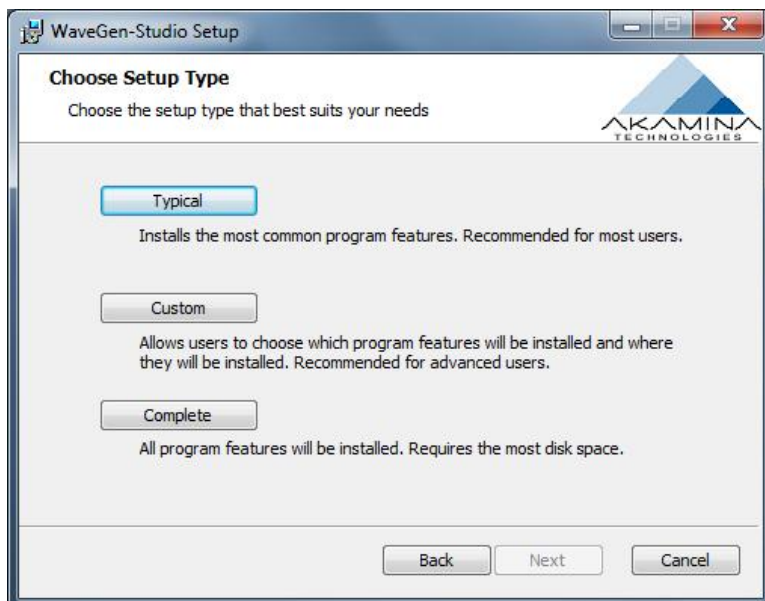 WaveGen-Studio Setup
Choose Setup Type
Choose the setup type that best suits your needs
AKAMINA
TECHNOLOGIES
Typical
Installs the most common program features. Recommended for most users.
Custom
Allows users to choose which program features will be installed and where
they will be installed. Recommended for advanced users.
Complete
All program features will be installed. Requires the most disk space.
Back Next Cancel